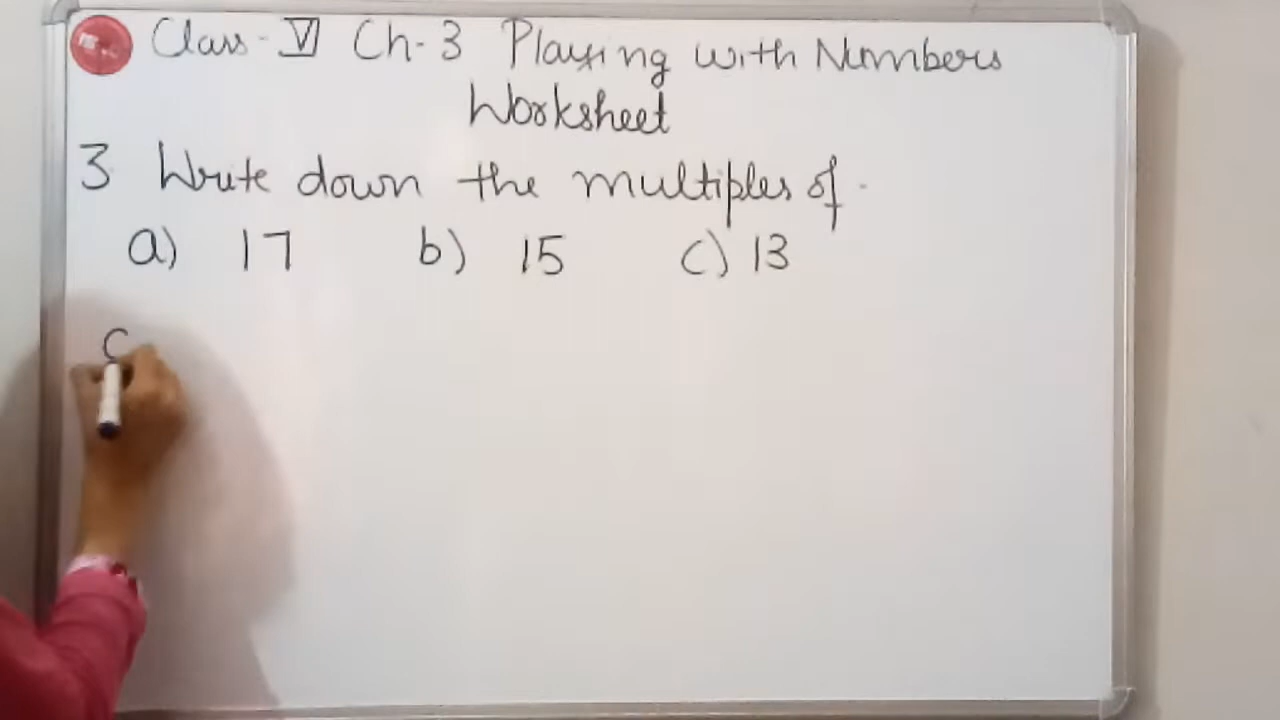 Class - VI Ch-3 Playing with Numbers
Worksheet
3 Write down the multiples of
a) 17 b) 15 c) 13